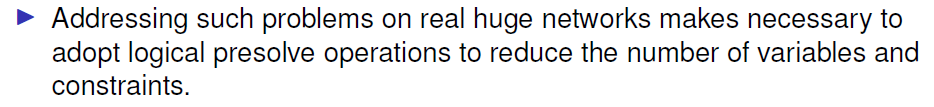 Addressing such problems on real huge networks makes necessary to
adopt logical presolve operations to reduce the number of variables and
constraints.